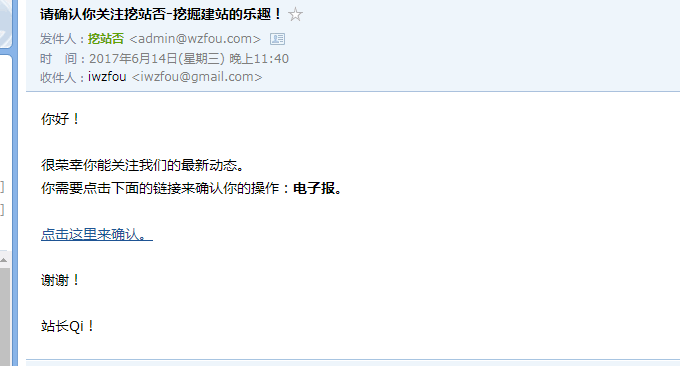 请确认你关注挖站否-挖掘建站的乐趣！
发件人：挖站否 <admin@wzfou.com>
时 间：2017年6月14日(星期三) 晚上11:40
收件人：iwzfou <iwzfou@gmail.com>
你好！
很荣幸你能关注我们的最新动态。
你需要点击下面的链接来确认你的操作：电子报。
点击这里来确认。
谢谢！
站长Qi！
]
]